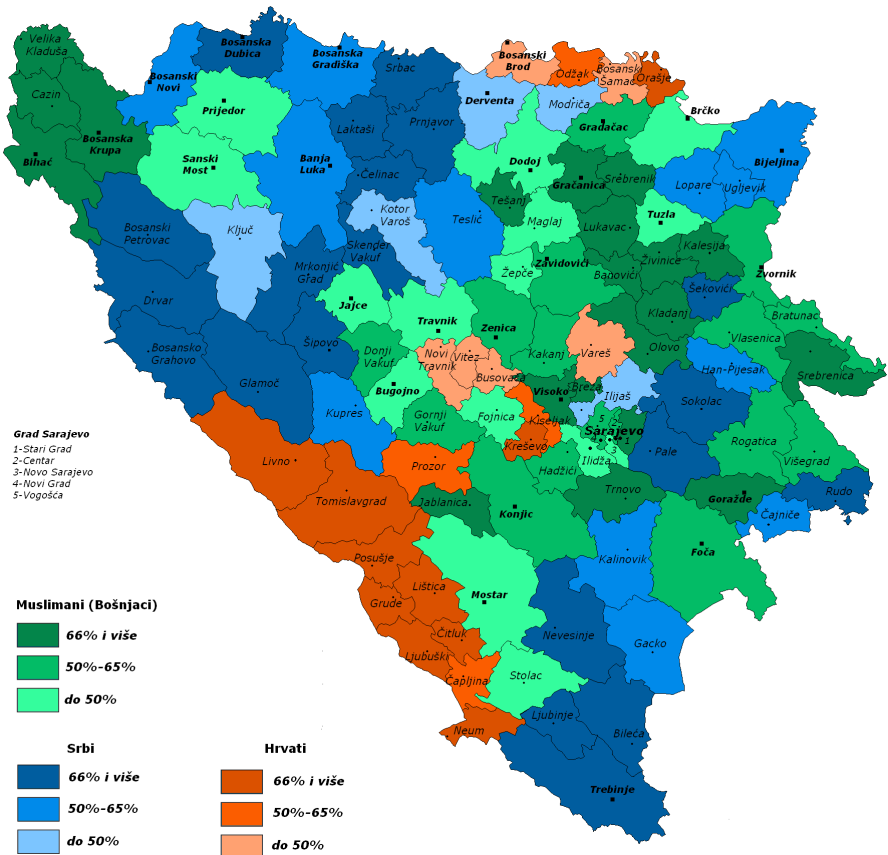 Velika
Kladuša
Cazin
Bihać
Bosanska
Krupa
Bosanski
Novi
Bosanska
Dubica
Bosanska
Gradiška
Srbac
Prijedor
Sanski
Most
Banja
Luka
Laktaši
Prnjavor
Čelinac
Derventa
Bosanski
Brod
Odžak
Bosanski
Šamac
Orašje
Modriča
Gradačac
Brčko
Bijeljina
Lopare
Ugljevik
Dodoj
Gračanica
Srebrenik
Tešanj
Maglaj
Lukavac
Tuzla
Kalesija
Živinice
Zvornik
Kotor
Varoš
Teslić
Skender
Vakuf
Ključ
Bosanski
Petrovac
Mrkonjić
Grad
Drvar
Bosansko
Grahovo
Glamoč
Šipovo
Jajce
Donji
Vakuf
Travnik
Zenica
Žepče
Zavidovići
Banovići
Šekovići
Kladanj
Bratunac
Vlasenica
Olovo
Vareš
Kakanj
Novi
Travnik
Vitez
Busovača
Bugojno
Kupres
Gornji
Vakuf
Fojnica
Kiseljak
Kreševo
Visoko
Breza
Ilijaš
Han-Pijesak
Srebrenica
Sokolac
Rogatica
Višegrad
Pale
Sarajevo
5
2
1
4
3
Ilidža
Hadžići
Trnovo
Goražde
Rudo
Čajniče
Foča
Kalinovik
Konjic
Jablanica
Prozor
Livno
Tomislavgrad
Posušje
Lištica
Grude
Čitluk
Ljubuški
Čapljina
Mostar
Stolac
Neum
Nevesinje
Gacko
Ljubinje
Bileća
Trebinje
Grad Sarajevo
1-Stari Grad
2-Centar
3-Novo Sarajevo
4-Novi Grad
5-Vogošća
Muslimani (Bošnjaci)
66% i više
50%-65%
do 50%
Srbi
66% i više
50%-65%
do 50%
Hrvati
66% i više
50%-65%
do 50%